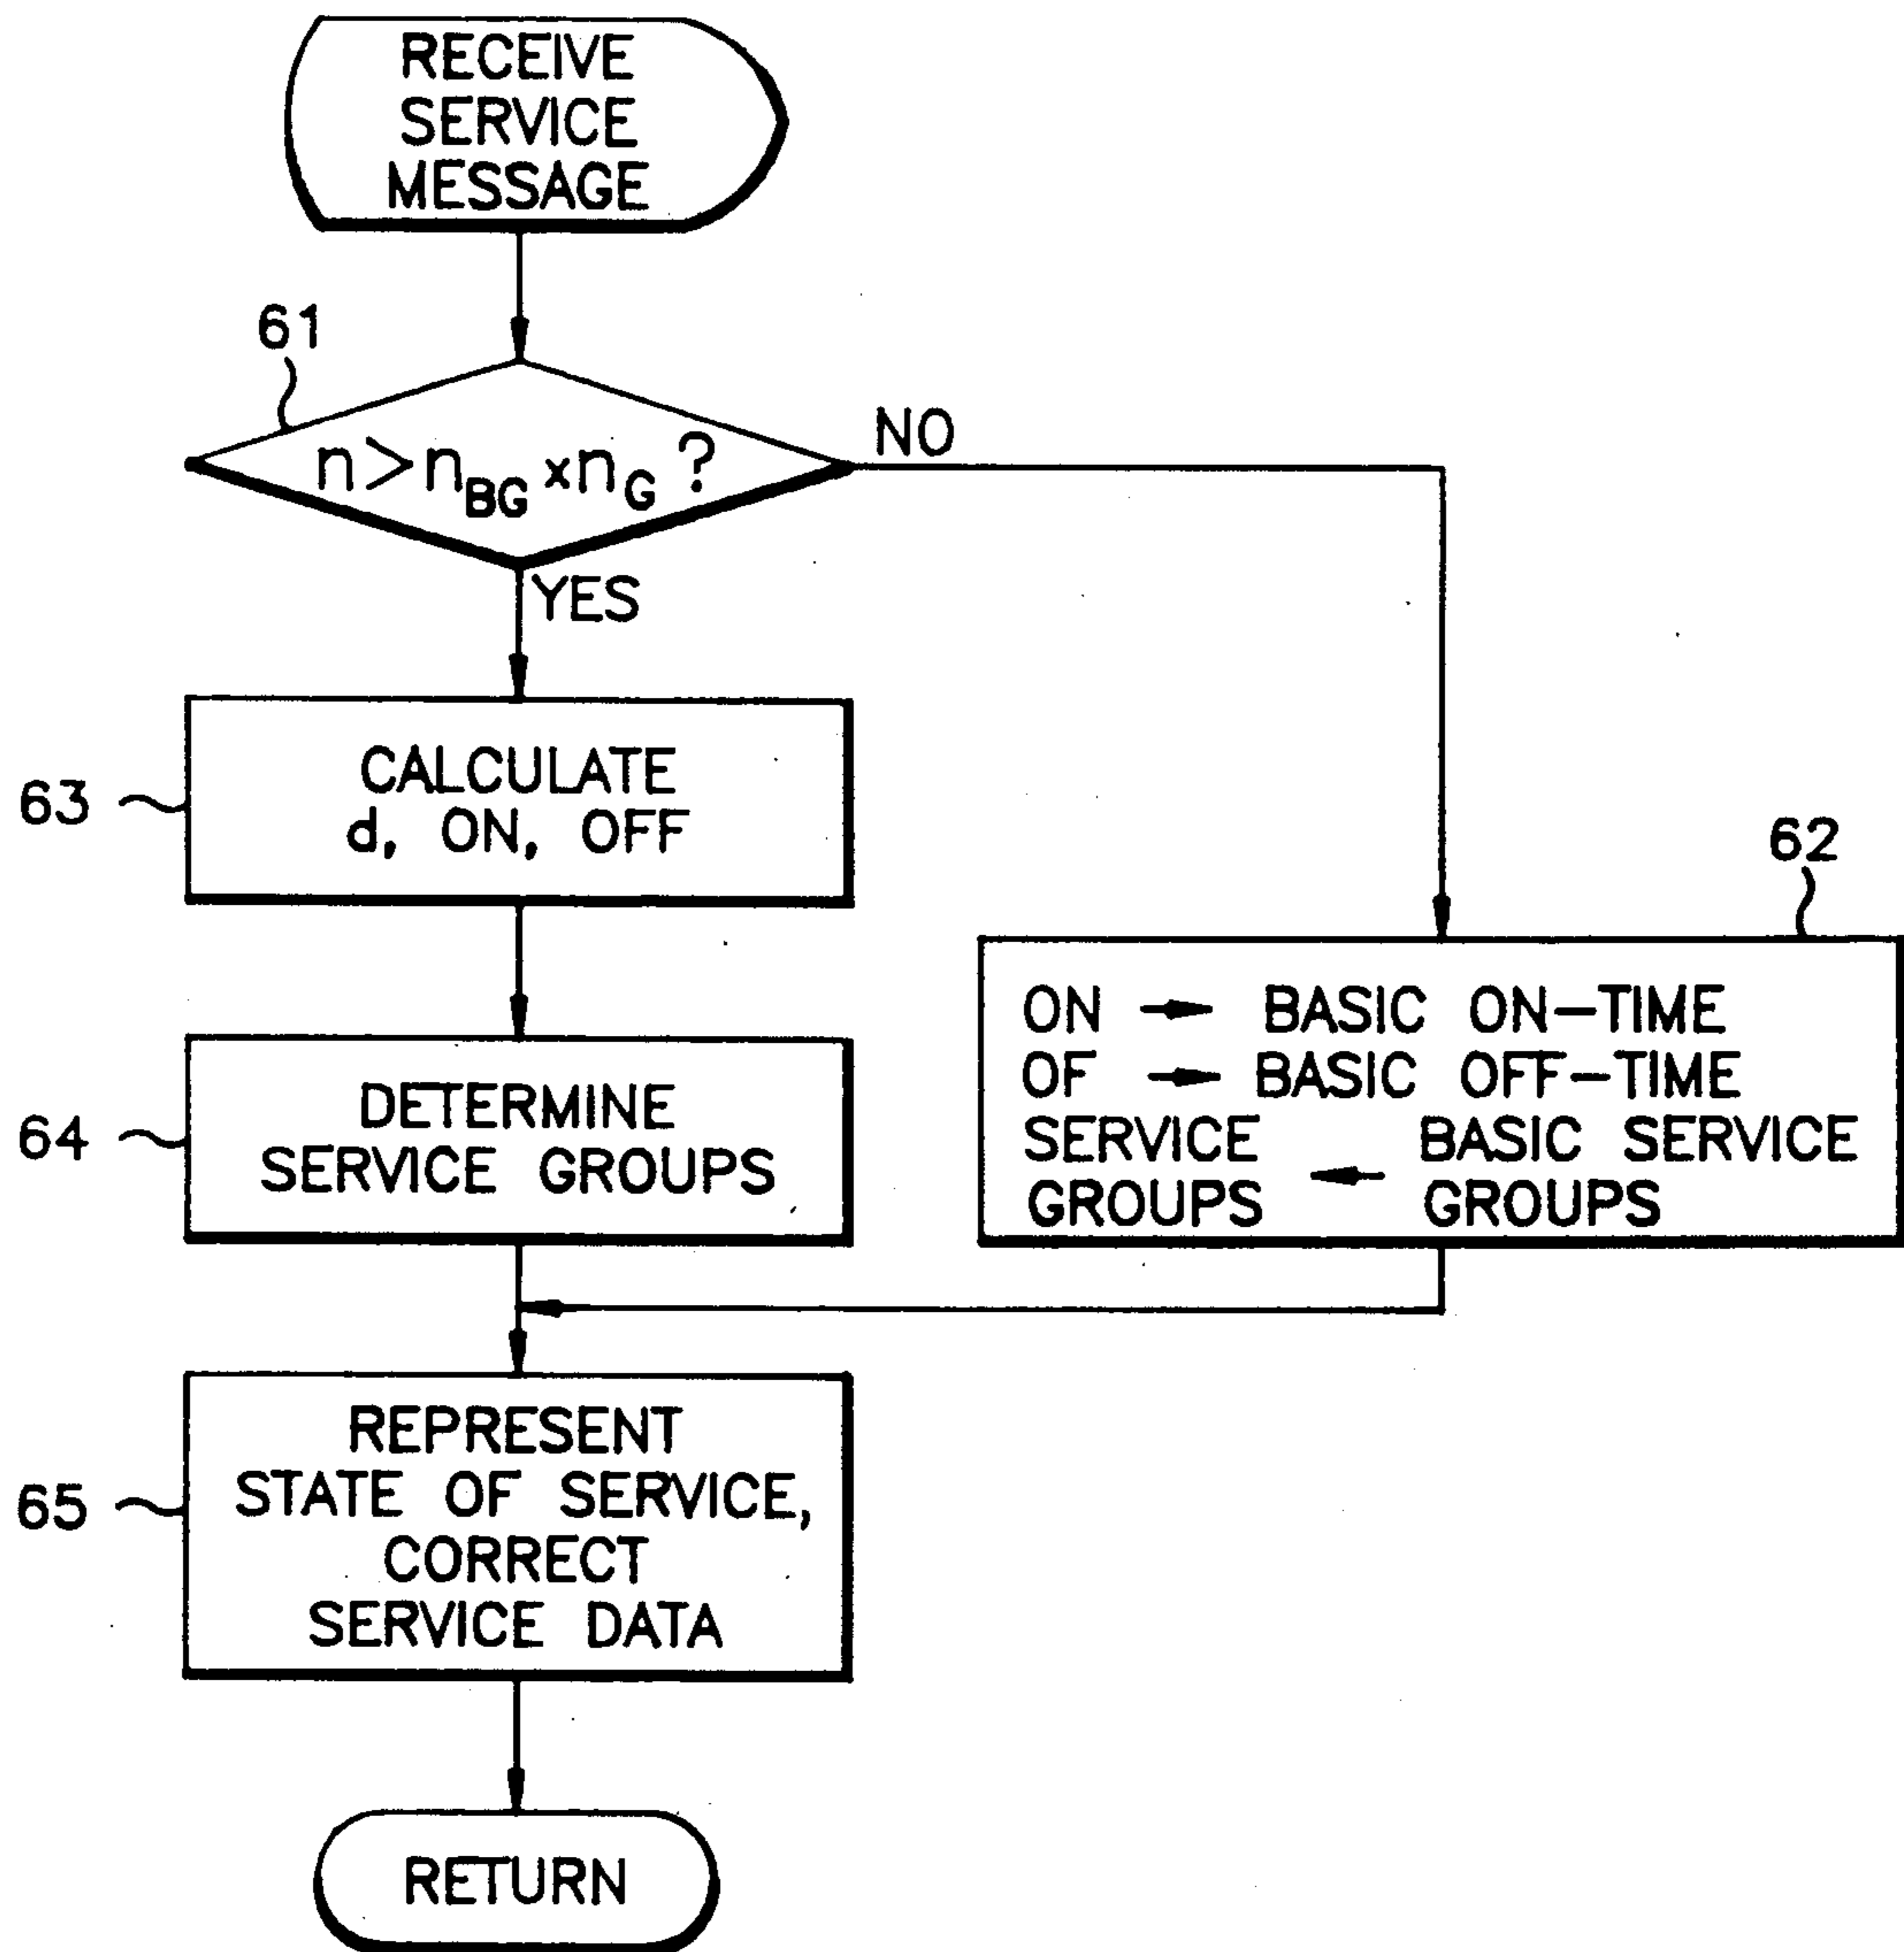 RECEIVE
SERVICE
MESSAGE
61
n>n_BG xn_G ?
NO
YES
63
CALCULATE
d, ON, OFF
62
ON → BASIC ON-TIME
OF → BASIC OFF-TIME
SERVICE BASIC SERVICE
GROUPS ← GROUPS
64
DETERMINE
SERVICE GROUPS
65
REPRESENT
STATE OF SERVICE,
CORRECT
SERVICE DATA
RETURN